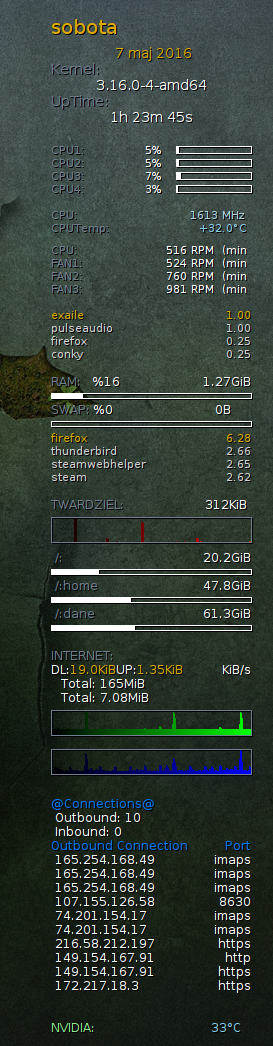 sobota
7 maj 2016
Kernel:
3.16.0-4-amd64
UpTime:
1h 23m 45s
CPU1: 5%
CPU2: 5%
CPU3: 7%
CPU4: 3%
CPU: 1613 MHz
CPUTemp: +32.0°C
CPU: 516 RPM (min
FAN1: 524 RPM (min
FAN2: 760 RPM (min
FAN3: 981 RPM (min
exaile 1.00
pulseaudio 1.00
firefox 0.25
conky 0.25
RAM: %16 1.27GiB
SWAP: %0 0B
firefox 6.28
thunderbird 2.66
steamwebhelper 2.65
steam 2.62
TWARDZIEL: 312KiB
/: 20.2GiB
/:home 47.8GiB
/:dane 61.3GiB
INTERNET:
DL:19.0KiBUP:1.35KiB KiB/s
Total: 165MiB
Total: 7.08MiB
@Connections@
Outbound: 10
Inbound: 0
Outbound Connection Port
165.254.168.49 imaps
165.254.168.49 imaps
165.254.168.49 imaps
107.155.126.58 8630
74.201.154.17 imaps
74.201.154.17 imaps
216.58.212.197 https
149.154.167.91 http
149.154.167.91 https
172.217.18.3 https
NVIDIA: 33°C